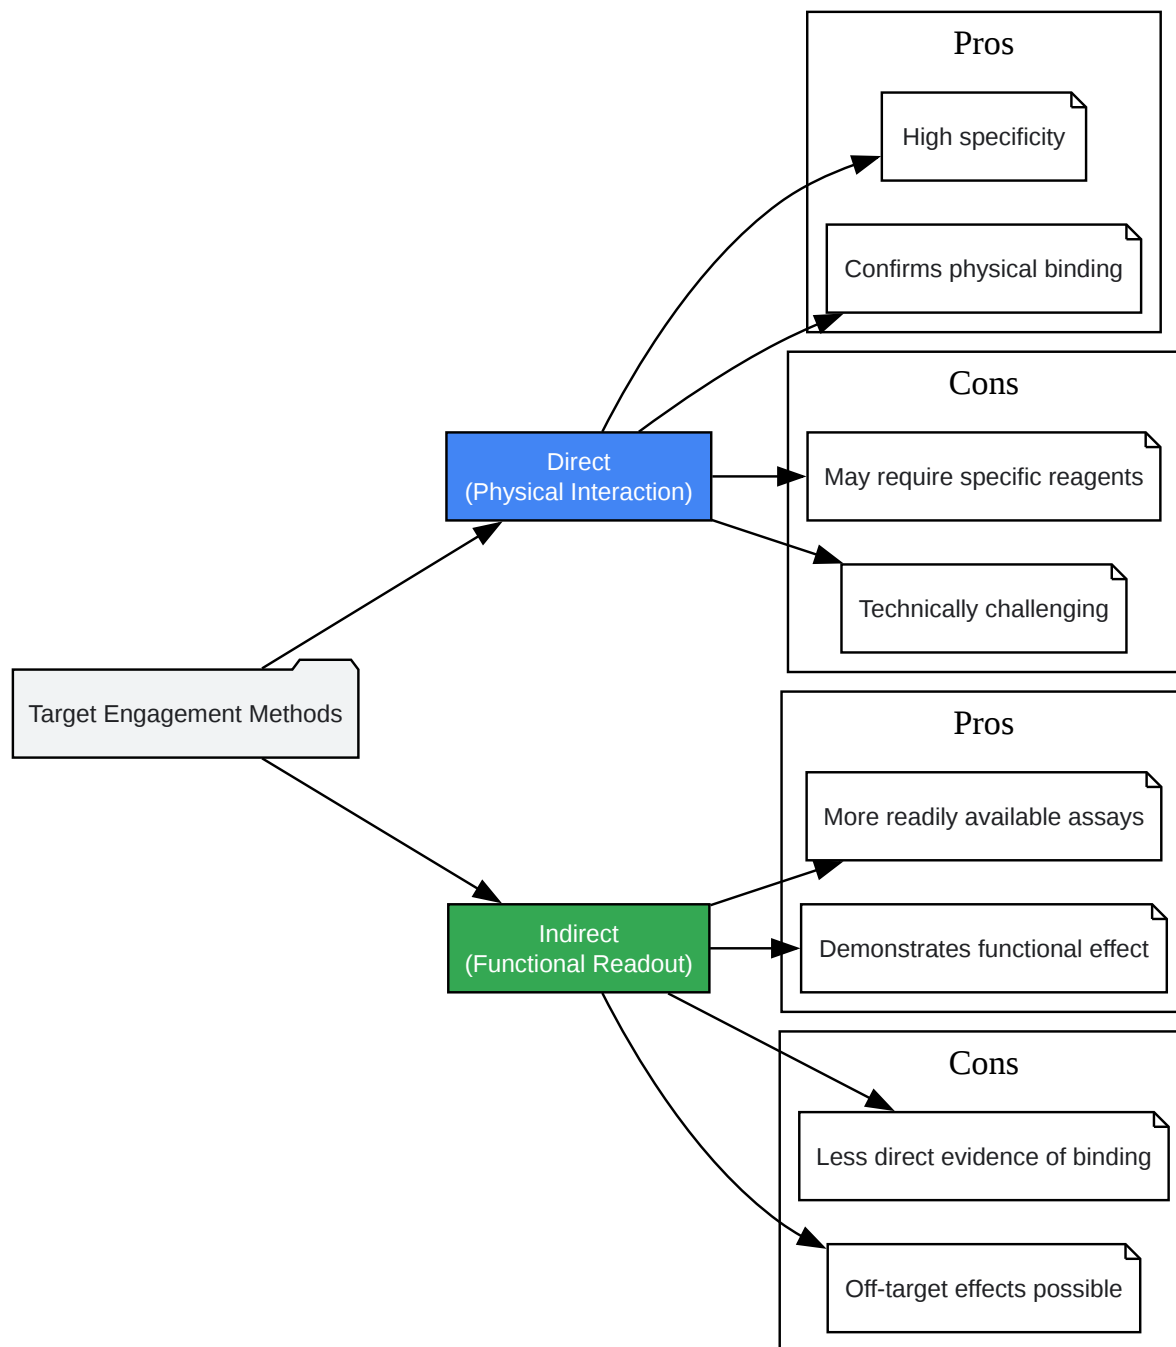 Pros
High specificity
Confirms physical binding
Cons
May require specific reagents
Technically challenging
Direct
(Physical Interaction)
Target Engagement Methods
Pros
More readily available assays
Demonstrates functional effect
Indirect
(Functional Readout)
Cons
Less direct evidence of binding
Off-target effects possible